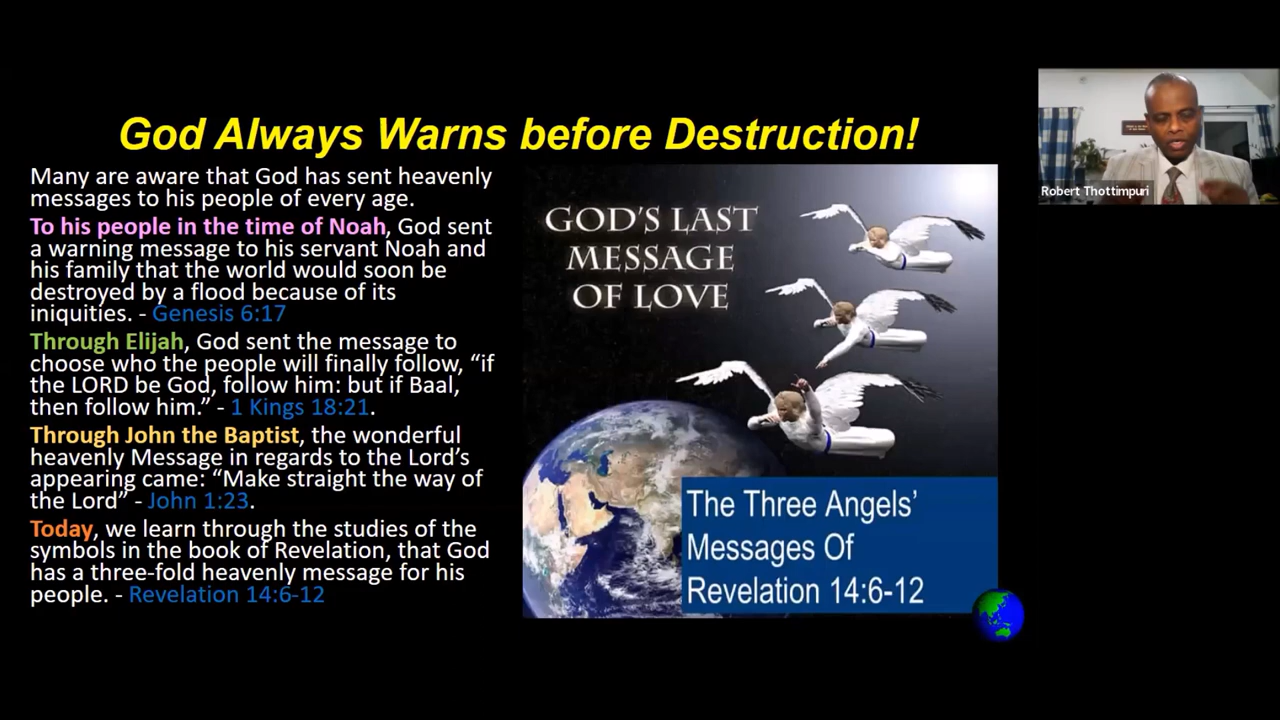 God Always Warns before Destruction!
Many are aware that God has sent heavenly
messages to his people of every age.
To his people in the time of Noah, God sent
a warning message to his servant Noah and
his family that the world would soon be
destroyed by a flood because of its
iniquities. - Genesis 6:17
Through Elijah, God sent the message to
choose who the people will finally follow, “if
the LORD be God, follow him: but if Baal,
then follow him.” - 1 Kings 18:21.
Through John the Baptist, the wonderful
heavenly Message in regards to the Lord’s
appearing came: “Make straight the way of
the Lord” - John 1:23.
Today, we learn through the studies of the
symbols in the book of Revelation, that God
has a three-fold heavenly message for his
people. - Revelation 14:6-12
GOD'S LAST
MESSAGE
OF LOVE
The Three Angels’
Messages Of
Revelation 14:6-12
Robert Thottimpuri